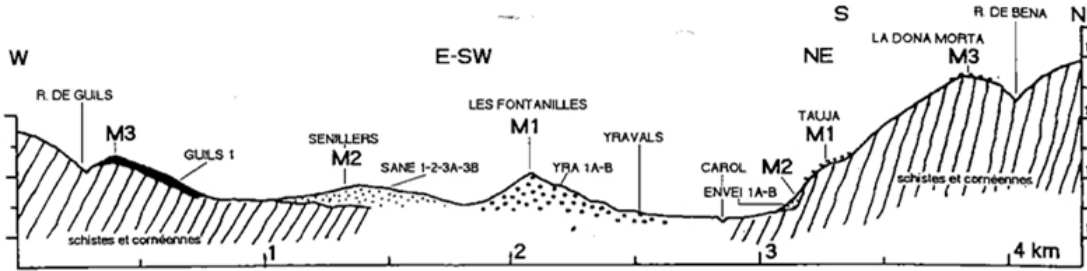 S
R. DE BENA
N
LA DONA MORTA
W
E-SW
NE
M3
R. DE GUILS
LES FONTANILLES
TAUJA
M3
SENILLERS
M1
YRAVALS
M1
GUILS 1
M2
SANE 1-2-3A-3B
YRA 1A-B
CAROL
M2
ENVEI 1A-B
schistes et cornéennes
schistes et cornéennes
1
2
3
4 km